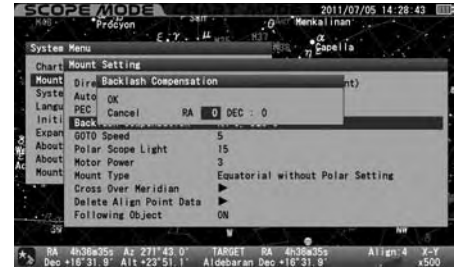 SCOPE MODE
2011/07/05 14:28:43
Procyon
Menkalinan
Capella
System Menu
Chart
Mount
Syste
Langu
Initi
Expan
About
About
Mount
Mount Setting
Dire
nt)
Auto
PEC
Back
GOTO Speed 5
Polar Scope Light 15
Motor Power 3
Mount Type Equatorial without Polar Setting
Cross Over Meridian ▶
Delete Align Point Data ▶
Following Object ON
Backlash Compensation
OK
Cancel RA 0 DEC : 0
W NW
RA 4h36m35s Az 271°43.0' TARGET RA 4h36m35s Align:4 X-Y
Dec +16°31.9' Alt +23°51.1' Aldebaran Dec +16°31.9' x500